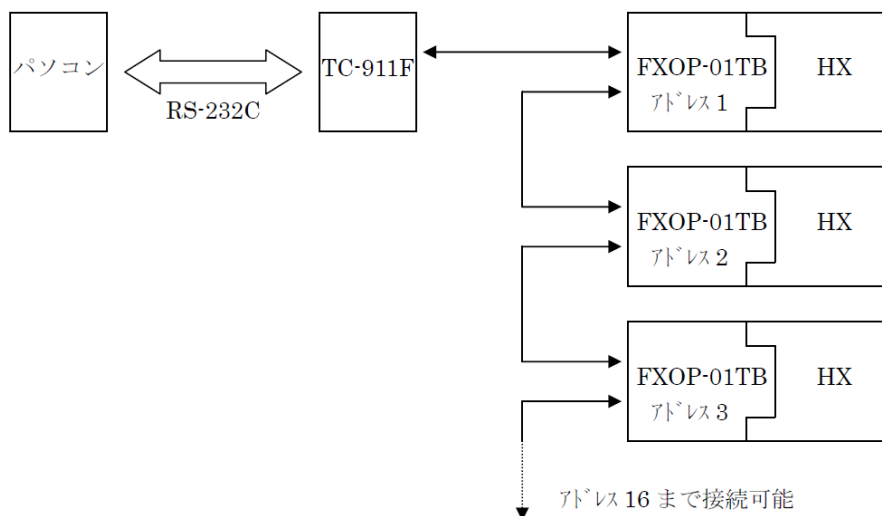 パソコン
RS-232C
TC-911F
FXOP-01TB
アドレス 1
HX
FXOP-01TB
アドレス 2
HX
FXOP-01TB
アドレス 3
HX
アドレス 16 まで接続可能